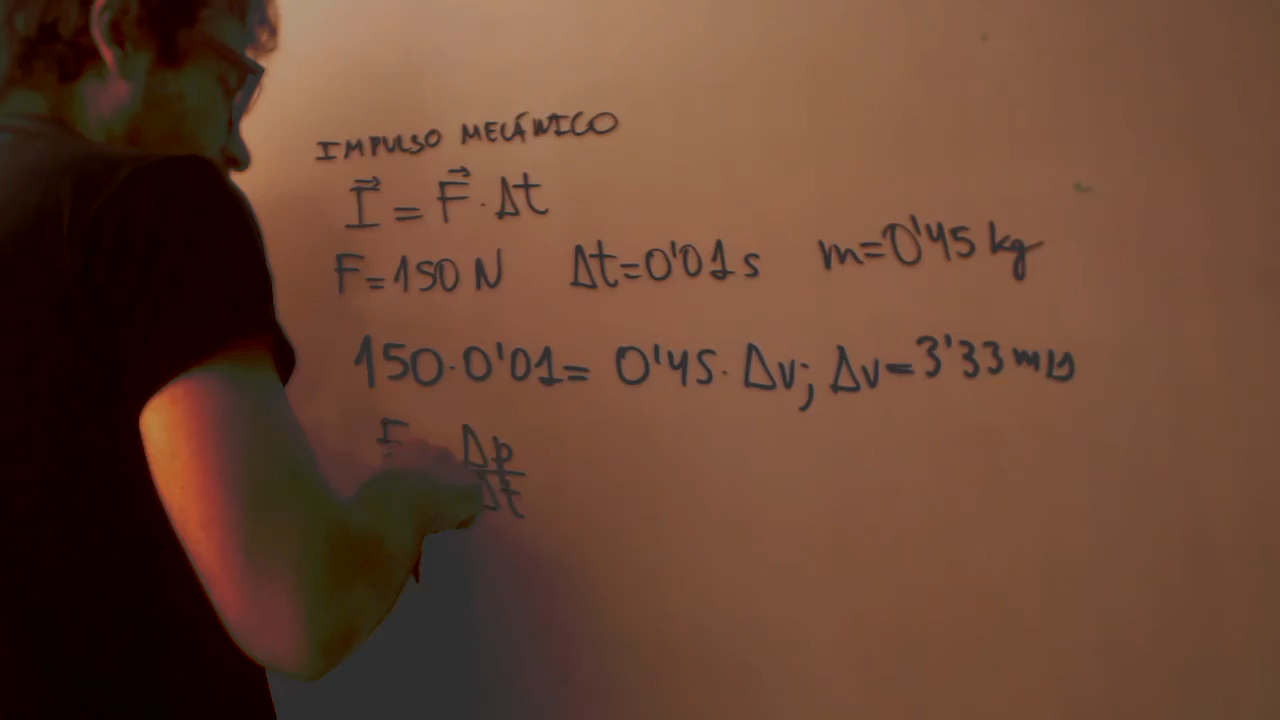 IMPULSO MECÁNICO
I⃗ = F⃗ · Δt
F=150 N Δt=0'01 s m=0'45 kg
150·0'01= 0'45· Δv; Δv=3'33 m/s
F Δp/Δt